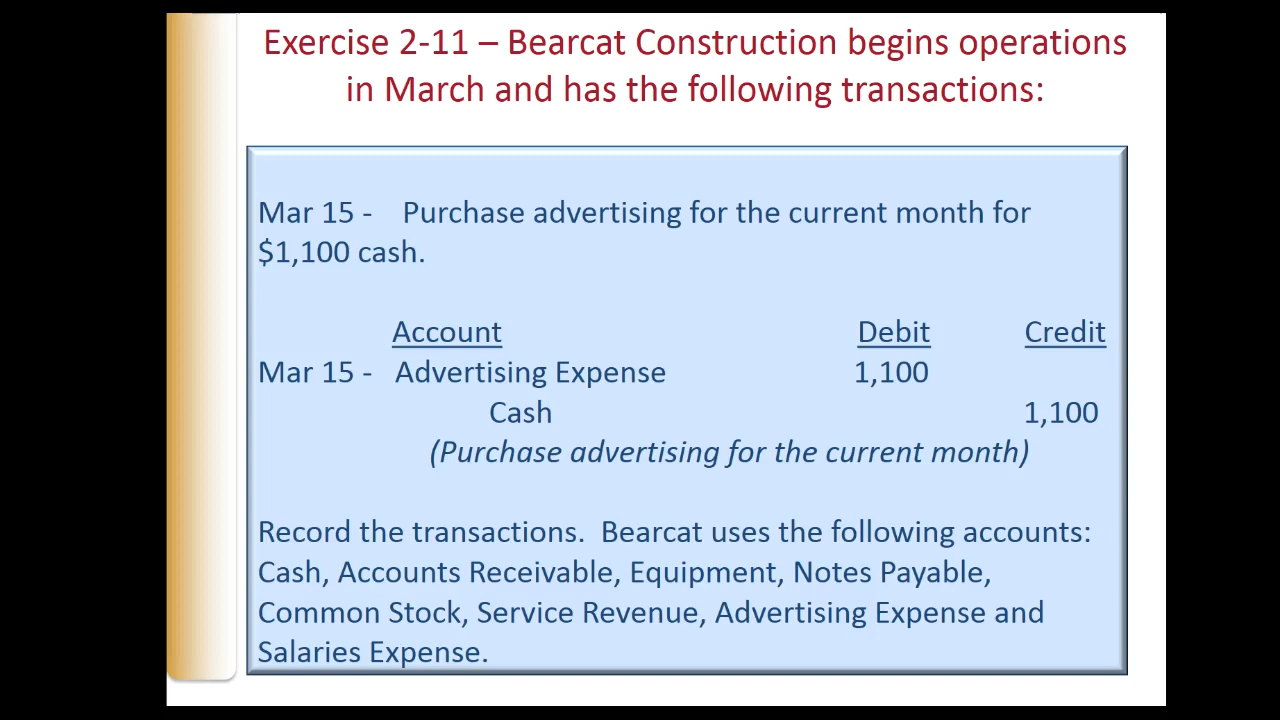 Exercise 2-11 – Bearcat Construction begins operations
in March and has the following transactions:
Mar 15 - Purchase advertising for the current month for
$1,100 cash.
Account Debit Credit
Mar 15 - Advertising Expense 1,100
Cash 1,100
(Purchase advertising for the current month)
Record the transactions. Bearcat uses the following accounts:
Cash, Accounts Receivable, Equipment, Notes Payable,
Common Stock, Service Revenue, Advertising Expense and
Salaries Expense.